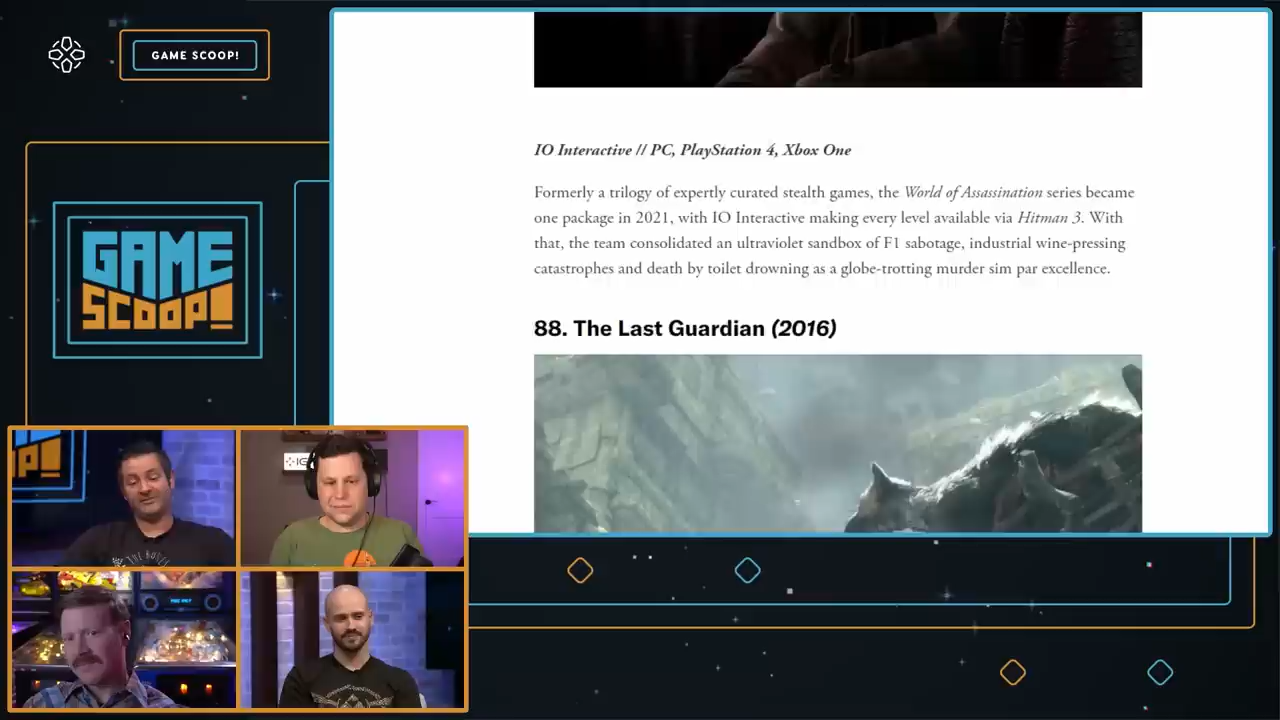 GAME SCOOP!
IO Interactive // PC, PlayStation 4, Xbox One
Formerly a trilogy of expertly curated stealth games, the World of Assassination series became
one package in 2021, with IO Interactive making every level available via Hitman 3. With
that, the team consolidated an ultraviolet sandbox of F1 sabotage, industrial wine-pressing
catastrophes and death by toilet drowning as a globe-trotting murder sim par excellence.
88. The Last Guardian (2016)
GAME
SCOOP!